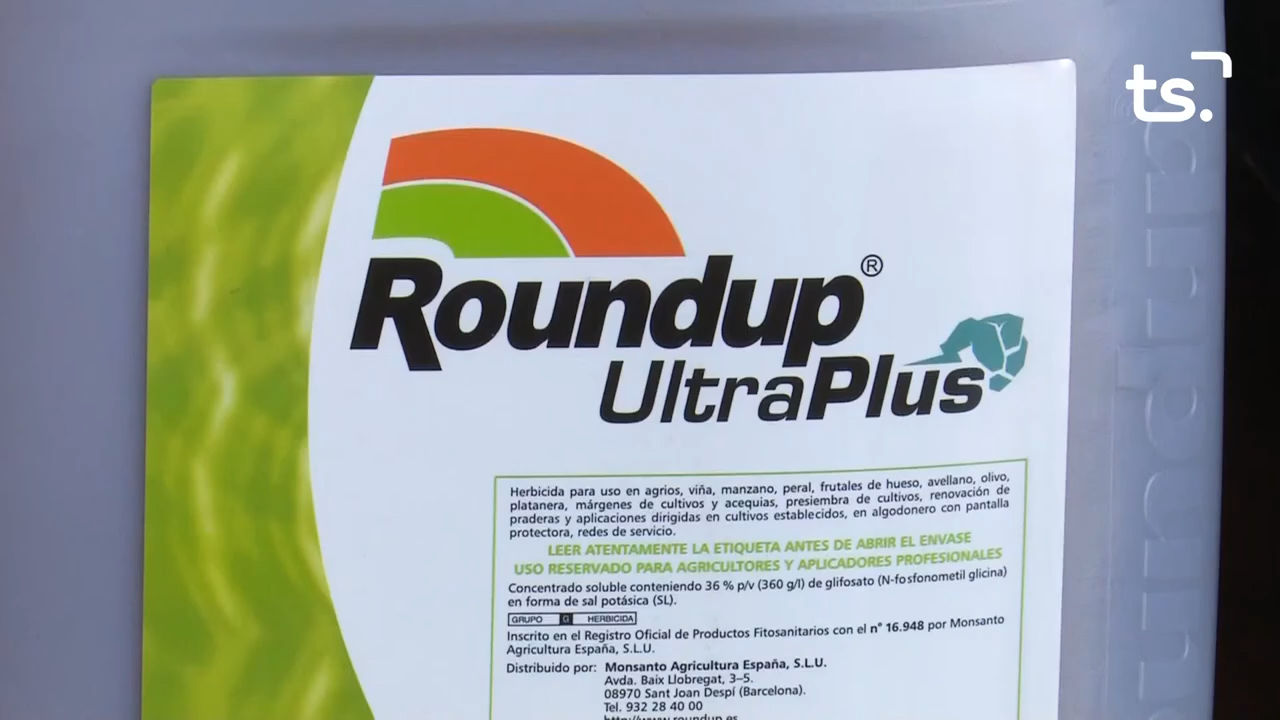 ts.
Roundup®
UltraPlus
Herbicida para uso en agrios, viña, manzano, peral, frutales de hueso, avellano, olivo,
platanera, márgenes de cultivos y acequias, presiembra de cultivos, renovación de
praderas y aplicaciones dirigidas en cultivos establecidos, en algodonero con pantalla
protectora, redes de servicio.
LEER ATENTAMENTE LA ETIQUETA ANTES DE ABRIR EL ENVASE
USO RESERVADO PARA AGRICULTORES Y APLICADORES PROFESIONALES
Concentrado soluble conteniendo 36 % p/v (360 g/l) de glifosato (N-fosfonometil glicina)
en forma de sal potásica (SL).
GRUPO G HERBICIDA
Inscrito en el Registro Oficial de Productos Fitosanitarios con el n° 16.948 por Monsanto
Agricultura España, S.L.U.
Distribuido por: Monsanto Agricultura España, S.L.U.
Avda. Baix Llobregat, 3–5.
08970 Sant Joan Despí (Barcelona).
Tel. 932 28 40 00
http://www.roundup.es